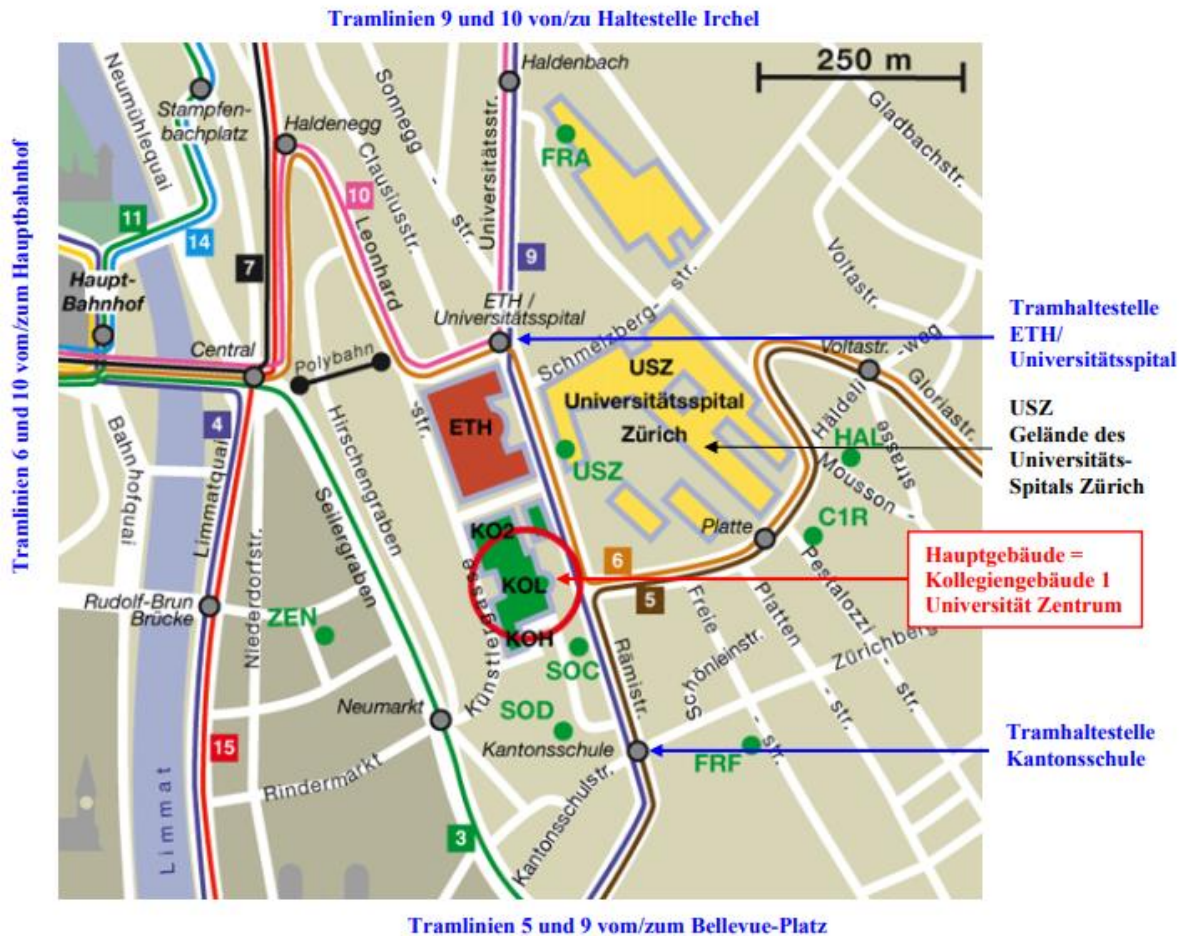 Tramlinien 9 und 10 von/zu Haltestelle Irchel
Tramlinien 6 und 10 vom/zum Hauptbahnhof
250 m
Haldenbach
Neumühlequai
Stampfen-
bachplatz
Haldenegg
Sonnegg
- str.
Clausiusstr.
Universitätsstr.
FRA
Gladbachstr.
11
14
7
10
9
Leonhard
-str.
Voltastr.
Haupt-
Bahnhof
ETH /
Universitätsspital
Schmelzberg- str.
Central
Polybahn
Voltastr.
Häldeli
-weg
Gloriastr.
USZ
Universitätsspital
Zürich
ETH
USZ
HAL
Mousson
-
strasse
4
Bahnhofquai
Limmatquai
Hirschengraben
Seilergraben
Niederdorfstr.
KO2
KOL
KOH
Künstlergasse
Platte
C1R
6
5
Pestalozzi
- str.
Platten
- str.
Freie
- str.
Rudolf-Brun
Brücke
ZEN
SOC
SOD
Rämistr.
Schönleinstr.
Zürichberg
Neumarkt
Kantonsschule
FRF
15
Rindermarkt
Limmat
3
Kantonsschulstr.
Tramhaltestelle
ETH/
Universitätsspital
USZ
Gelände des
Universitäts-
Spitals Zürich
Hauptgebäude =
Kollegiengebäude 1
Universität Zentrum
Tramhaltestelle
Kantonsschule
Tramlinien 5 und 9 vom/zum Bellevue-Platz